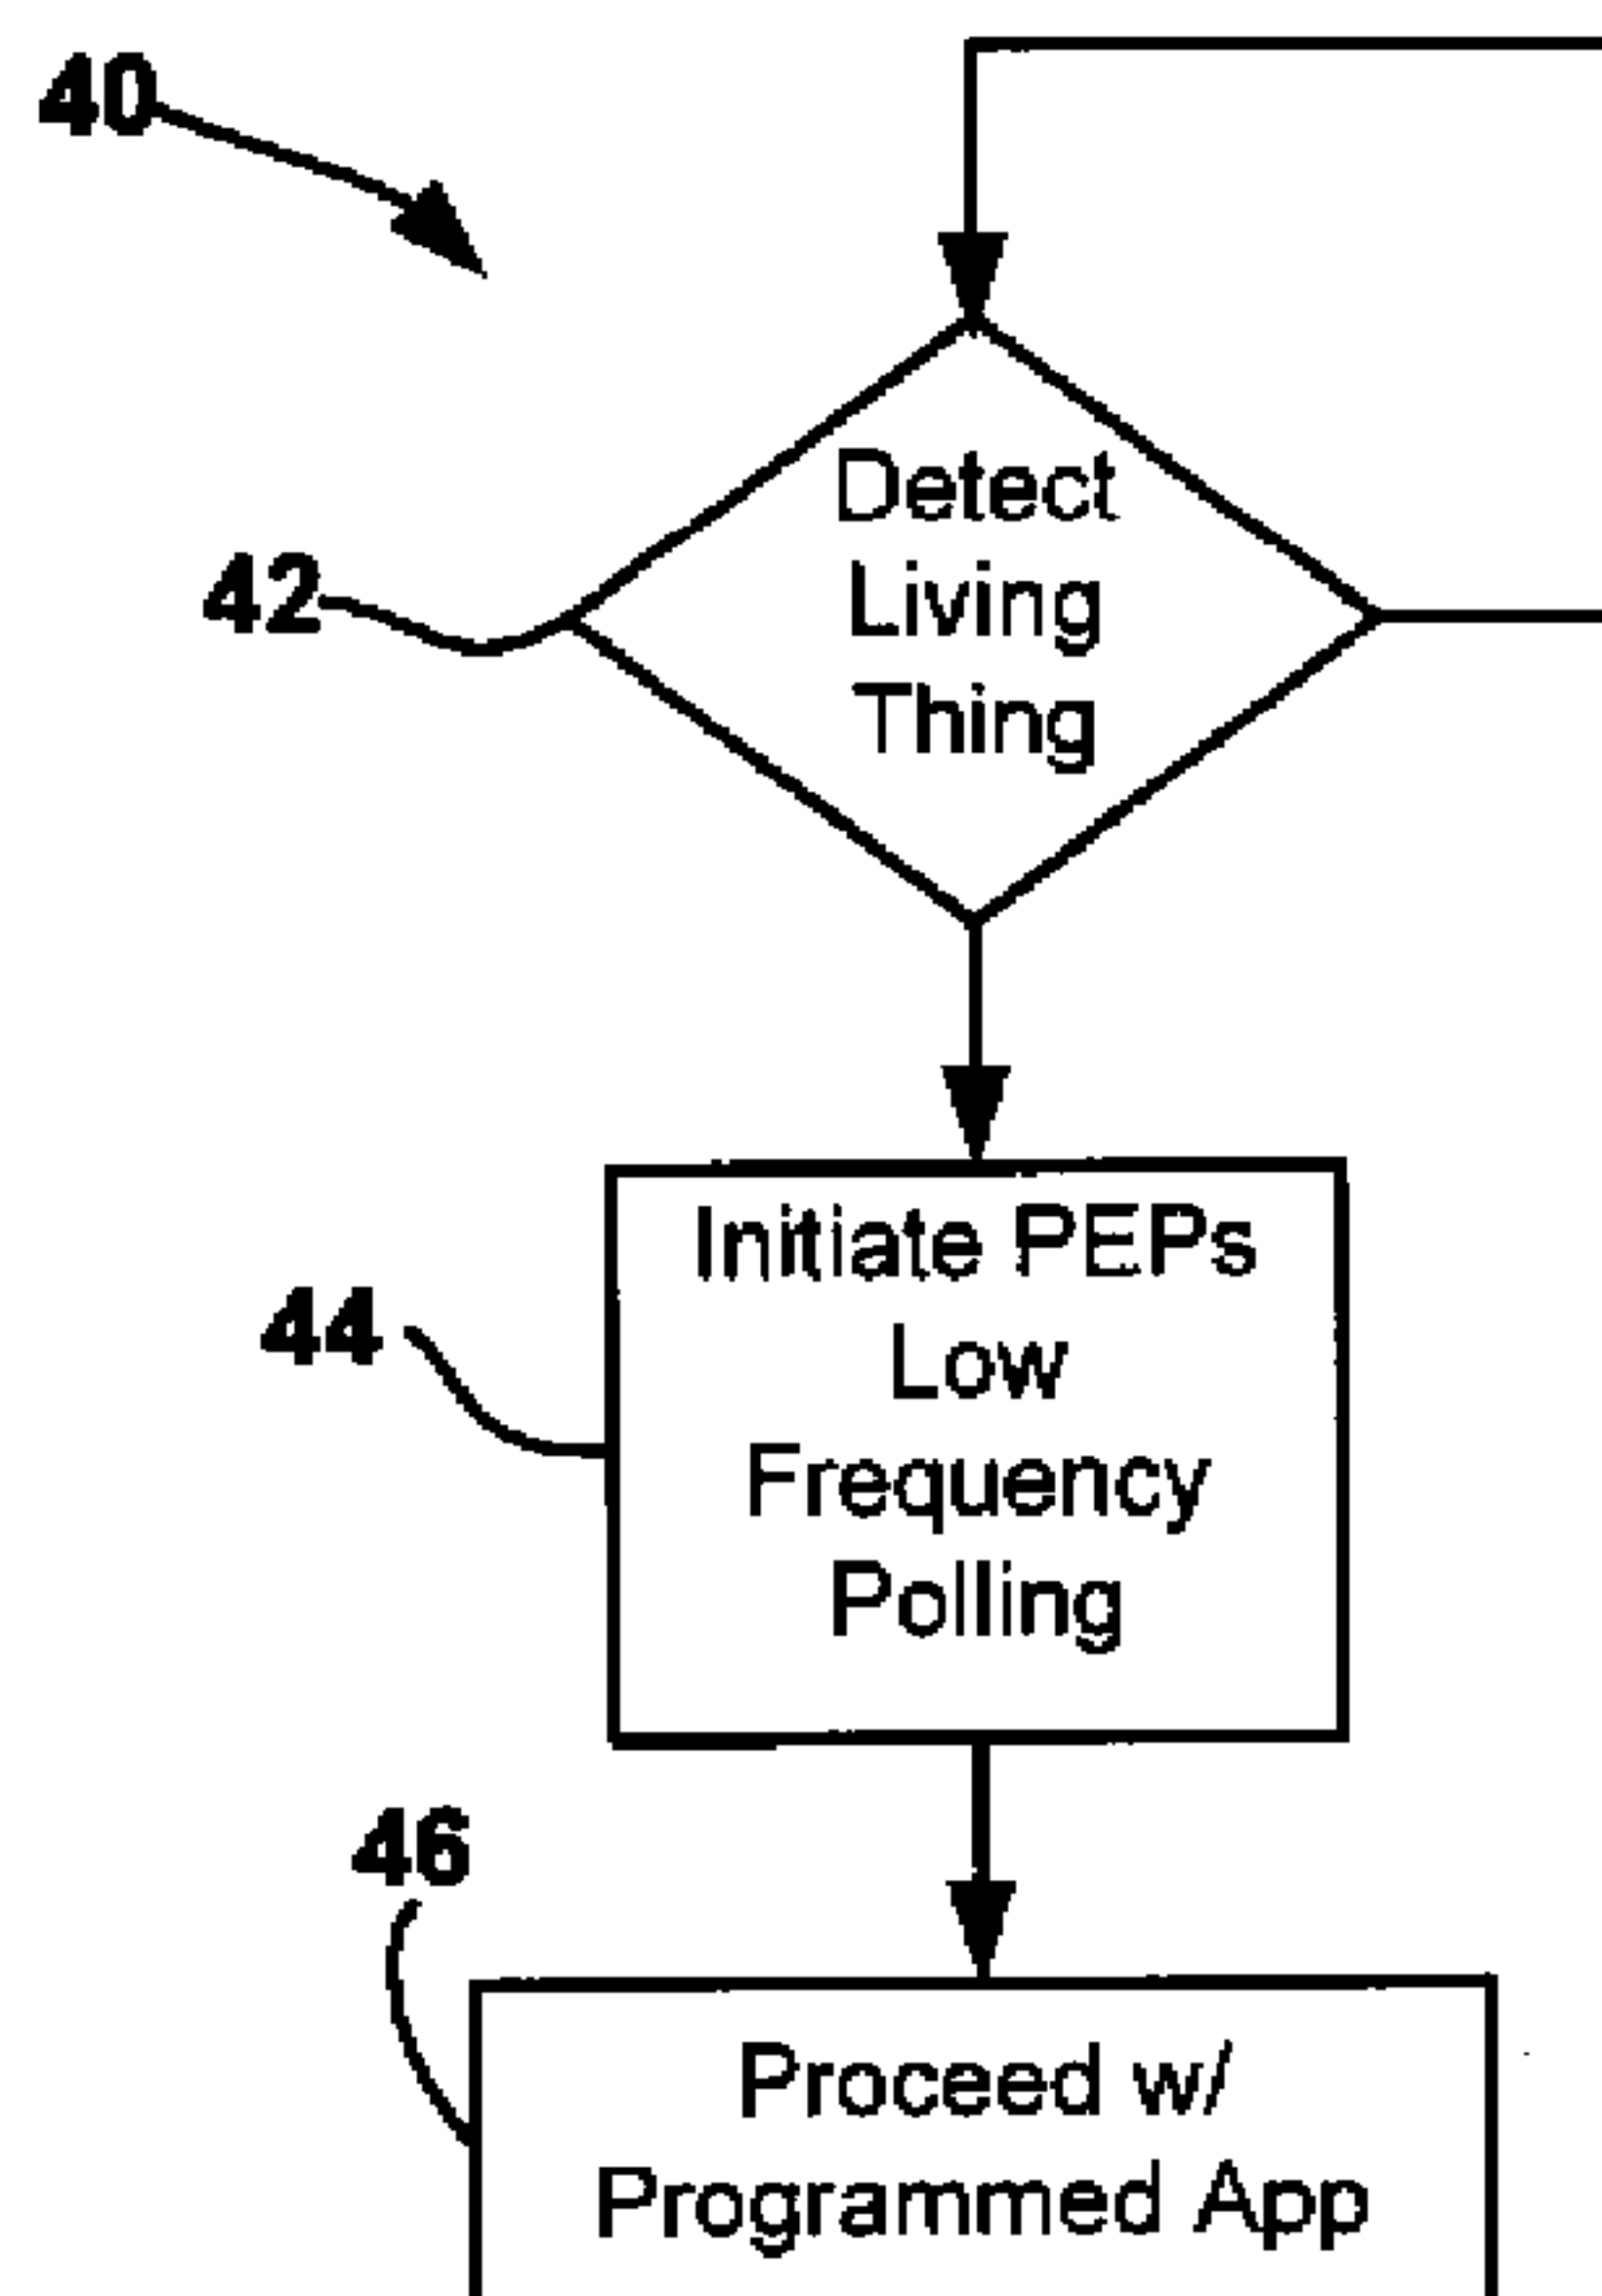 40
42
Detect
Living
Thing
44
Initiate PEPs
Low
Frequency
Polling
46
Proceed w/
Programmed App